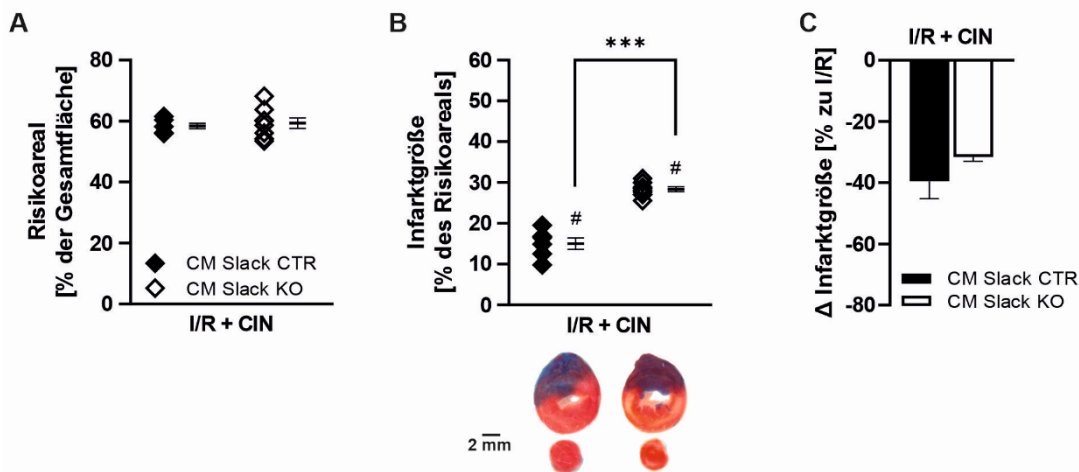 A
Risikoareal
[% der Gesamtfläche]
80
60
40
20
0
CM Slack CTR
CM Slack KO
I/R + CIN
B
***
Infarktgröße
[% des Risikoareals]
60
50
40
30
20
10
0
#
#
I/R + CIN
2 mm
C
I/R + CIN
Δ Infarktgröße [% zu I/R]
0
-20
-40
-60
-80
CM Slack CTR
CM Slack KO